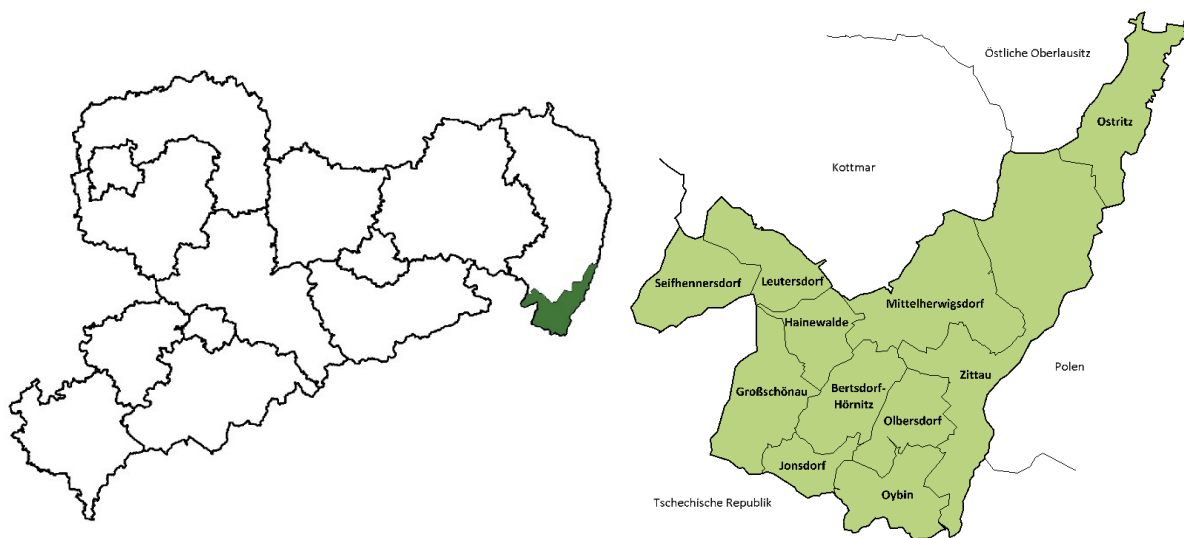 Östliche Oberlausitz
Ostritz
Kottmar
Seifhennersdorf
Leutersdorf
Mittelherwigsdorf
Hainewalde
Zittau
Polen
Großschönau
Bertsdorf-
Hörnitz
Olbersdorf
Jonsdorf
Oybin
Tschechische Republik